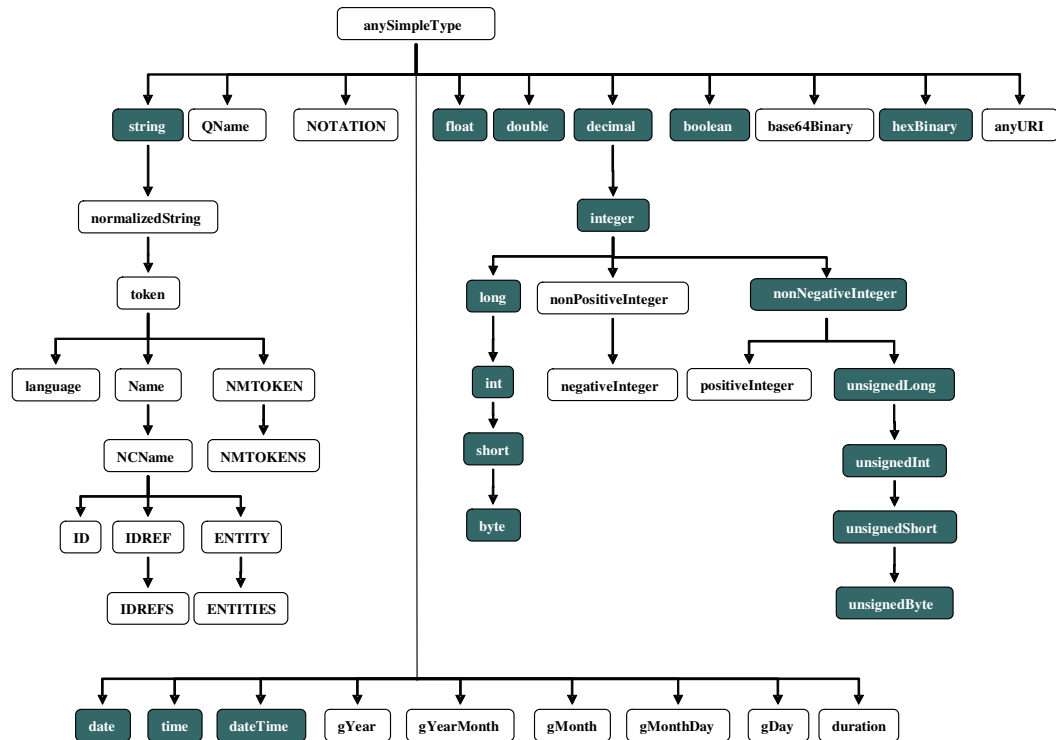 anySimpleType
string QName NOTATION float double decimal boolean base64Binary hexBinary anyURI
normalizedString integer
token long nonPositiveInteger nonNegativeInteger
language Name NMTOKEN int negativeInteger positiveInteger unsignedLong
NCName NMTOKENS short unsignedInt
ID IDREF ENTITY byte unsignedShort
IDREFS ENTITIES unsignedByte
date time dateTime gYear gYearMonth gMonth gMonthDay gDay duration